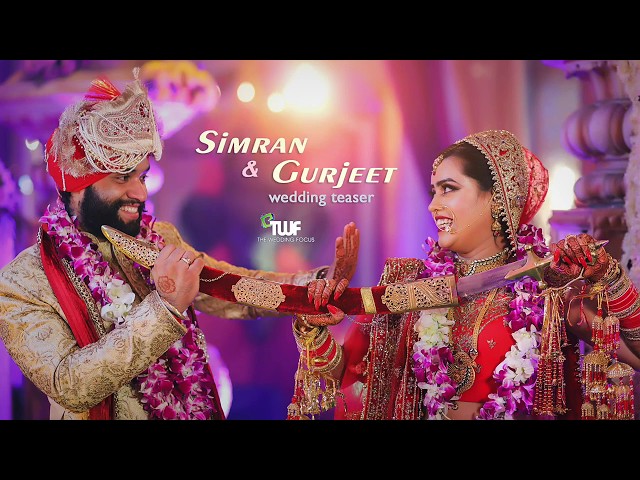 Simran
& Gurjeet
wedding teaser
TWF
THE WEDDING FOCUS